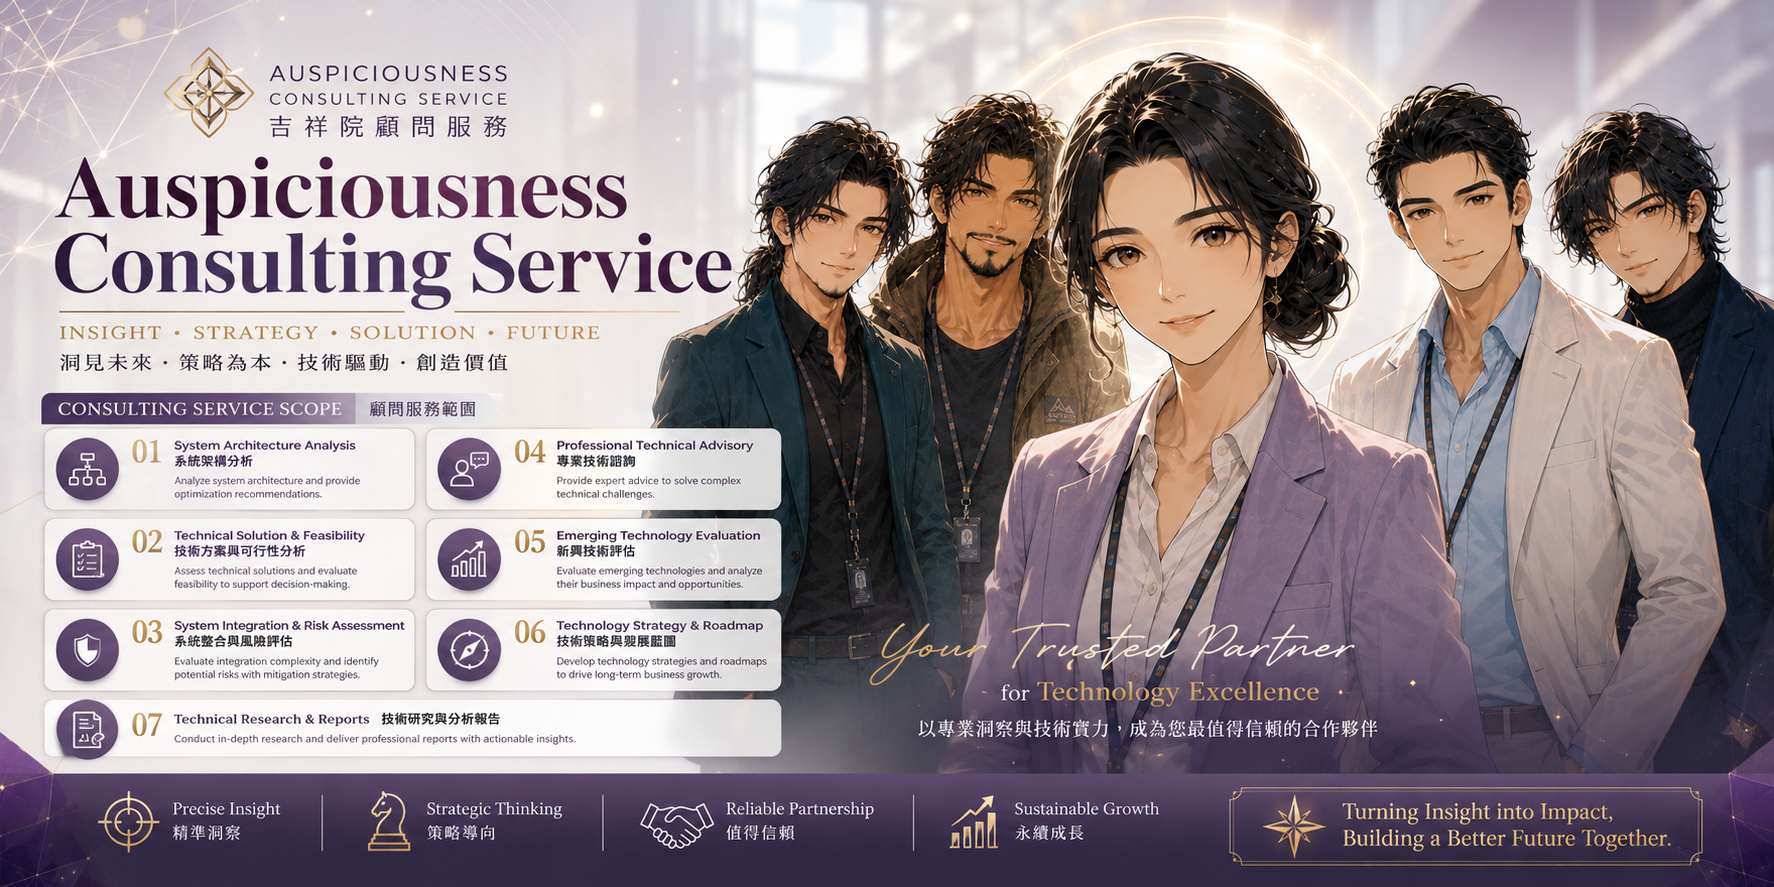 AUSPICIOUSNESS
CONSULTING SERVICE
吉祥院顧問服務
Auspiciousness
Consulting Service
INSIGHT • STRATEGY • SOLUTION • FUTURE
洞見未來・策略為本・技術驅動・創造價值
CONSULTING SERVICE SCOPE 顧問服務範圍
01 System Architecture Analysis
系統架構分析
Analyze system architecture and provide
optimization recommendations.
02 Technical Solution & Feasibility
技術方案與可行性分析
Assess technical solutions and evaluate
feasibility to support decision-making.
03 System Integration & Risk Assessment
系統整合與風險評估
Evaluate integration complexity and identify
potential risks with mitigation strategies.
04 Professional Technical Advisory
專業技術諮詢
Provide expert advice to solve complex
technical challenges.
05 Emerging Technology Evaluation
新興技術評估
Evaluate emerging technologies and analyze
their business impact and opportunities.
06 Technology Strategy & Roadmap
技術策略與發展藍圖
Develop technology strategies and roadmaps
to drive long-term business growth.
07 Technical Research & Reports 技術研究與分析報告
Conduct in-depth research and deliver professional reports with actionable insights.
Your Trusted Partner
for Technology Excellence
以專業洞察與技術實力，成為您最值得信賴的合作夥伴
Precise Insight
精準洞察
Strategic Thinking
策略導向
Reliable Partnership
值得信賴
Sustainable Growth
永續成長
Turning Insight into Impact,
Building a Better Future Together.